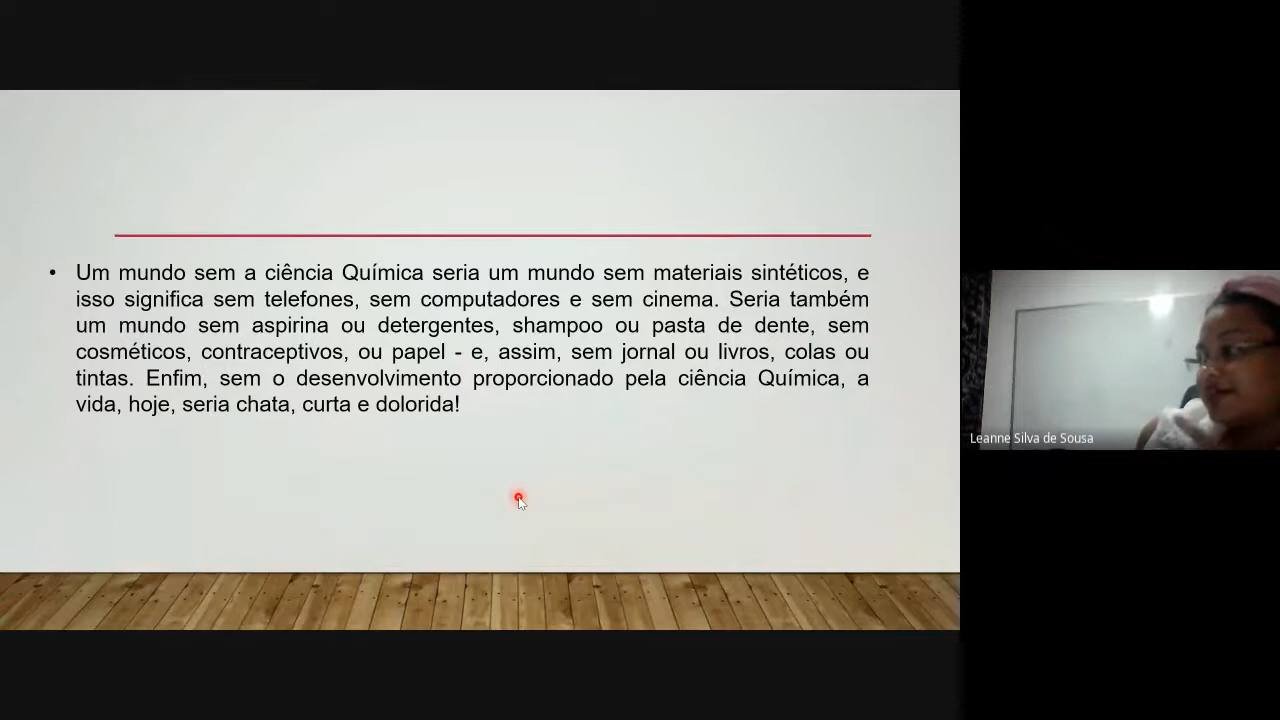 • Um mundo sem a ciência Química seria um mundo sem materiais sintéticos, e
isso significa sem telefones, sem computadores e sem cinema. Seria também
um mundo sem aspirina ou detergentes, shampoo ou pasta de dente, sem
cosméticos, contraceptivos, ou papel - e, assim, sem jornal ou livros, colas ou
tintas. Enfim, sem o desenvolvimento proporcionado pela ciência Química, a
vida, hoje, seria chata, curta e dolorida!
Leanne Silva de Sousa